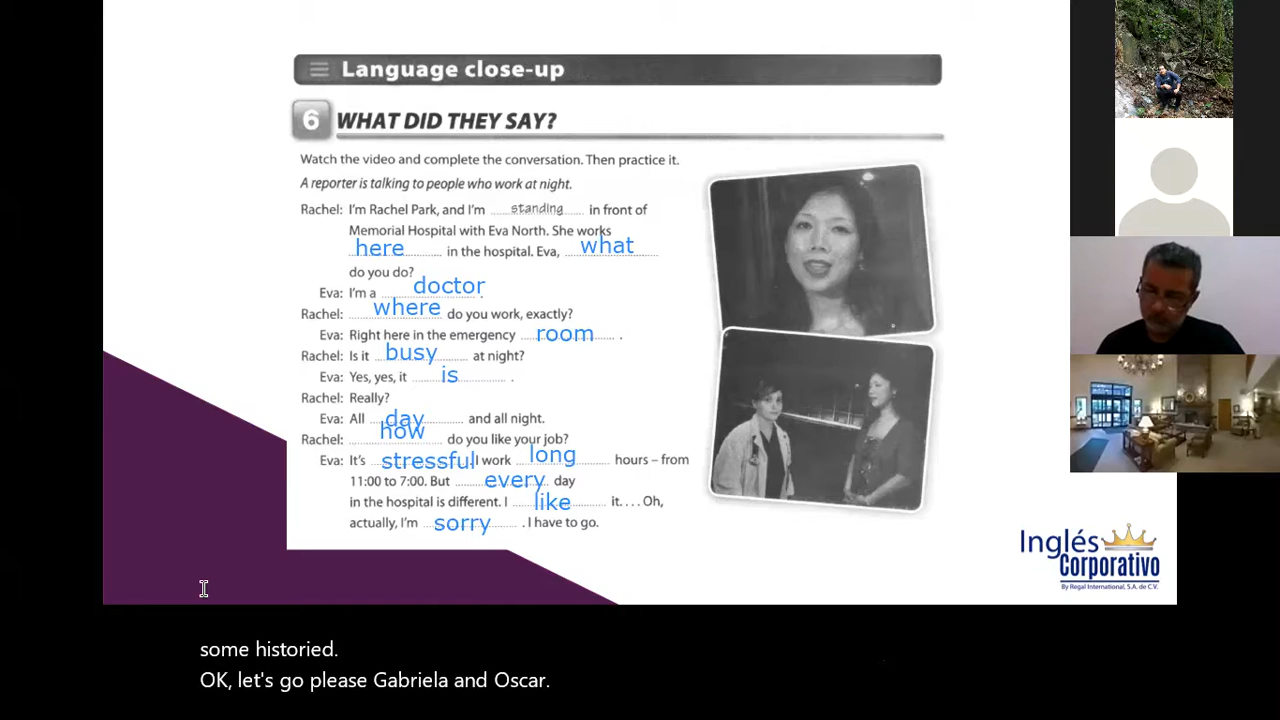 Language close-up
6 WHAT DID THEY SAY?
Watch the video and complete the conversation. Then practice it.
A reporter is talking to people who work at night.
Rachel: I'm Rachel Park, and I'm standing in front of
Memorial Hospital with Eva North. She works
here in the hospital. Eva, what
do you do?
Eva: I'm a doctor.
Rachel: where do you work, exactly?
Eva: Right here in the emergency room.
Rachel: Is it busy at night?
Eva: Yes, yes, it is.
Rachel: Really?
Eva: All day and all night.
Rachel: how do you like your job?
Eva: It's stressful I work long hours – from
11:00 to 7:00. But every day
in the hospital is different. I like it. . . . Oh,
actually, I'm sorry. I have to go.
Inglés
Corporativo
By Regal International, S.A. de C.V.
some historied.
OK, let's go please Gabriela and Oscar.